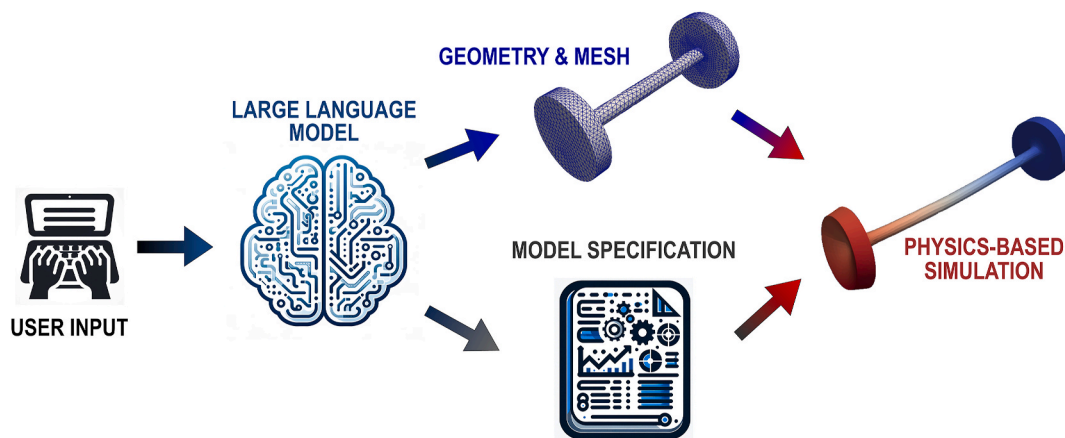 USER INPUT
LARGE LANGUAGE
MODEL
GEOMETRY & MESH
MODEL SPECIFICATION
PHYSICS-BASED
SIMULATION